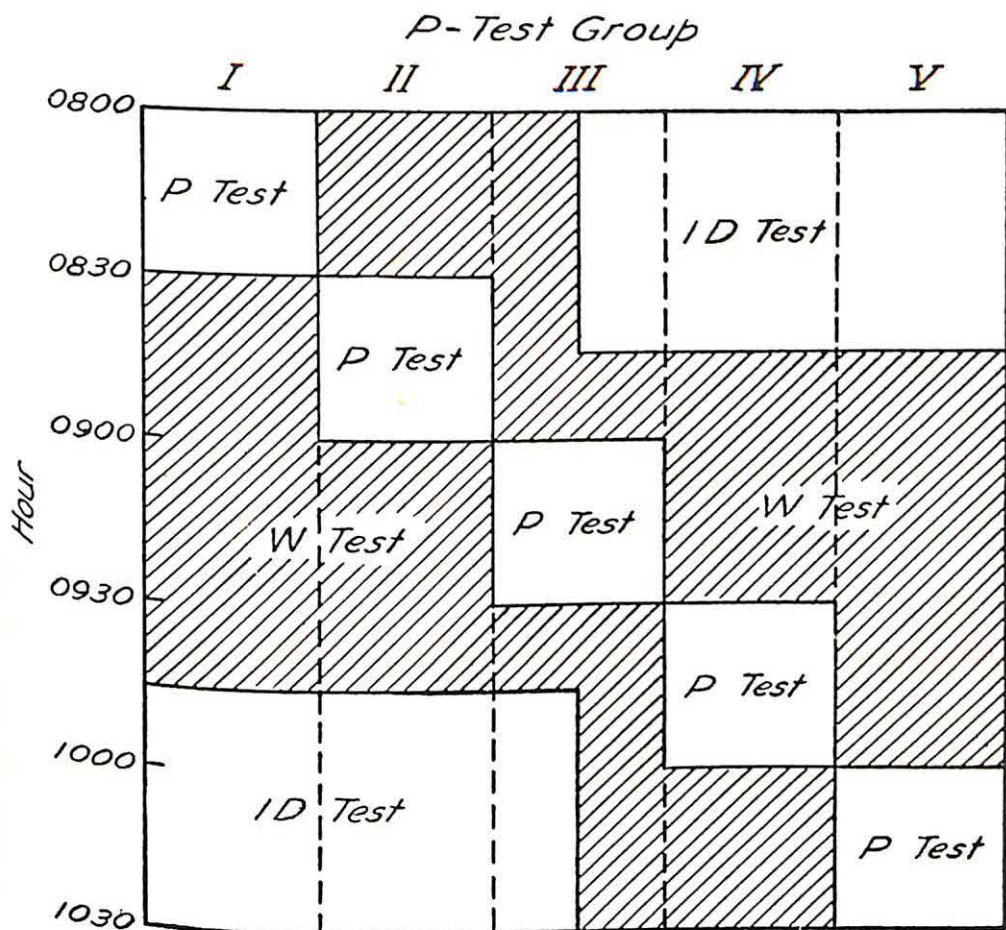 P-Test Group
I II III IV V
0800
P Test
ID Test
0830
P Test
0900
W Test
P Test
W Test
Hour
0930
P Test
1000
ID Test
P Test
1030